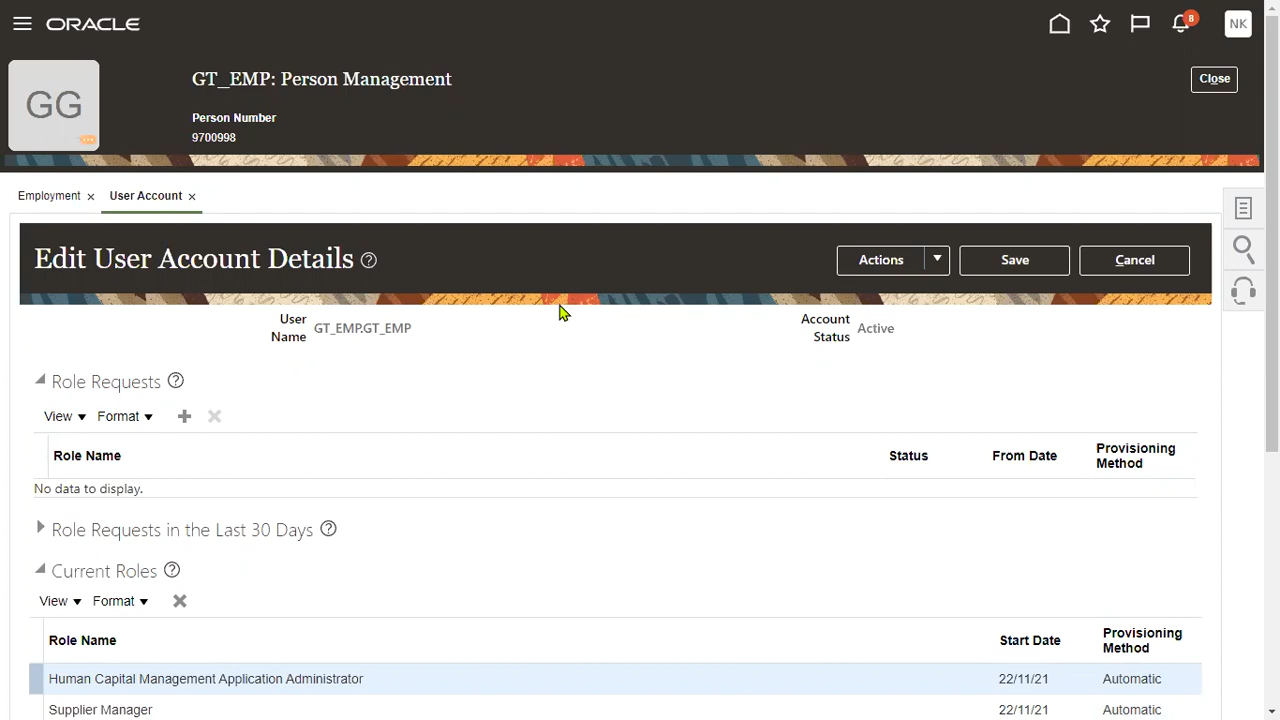 ORACLE
8
NK
GG
GT_EMP: Person Management
Close
Person Number
9700998
Employment
User Account
Edit User Account Details
Actions
Save
Cancel
User
Name
GT_EMP.GT_EMP
Account
Status
Active
Role Requests
View
Format
Role Name
Status
From Date
Provisioning
Method
No data to display.
Role Requests in the Last 30 Days
Current Roles
View
Format
Role Name
Start Date
Provisioning
Method
Human Capital Management Application Administrator
22/11/21
Automatic
Supplier Manager
22/11/21
Automatic